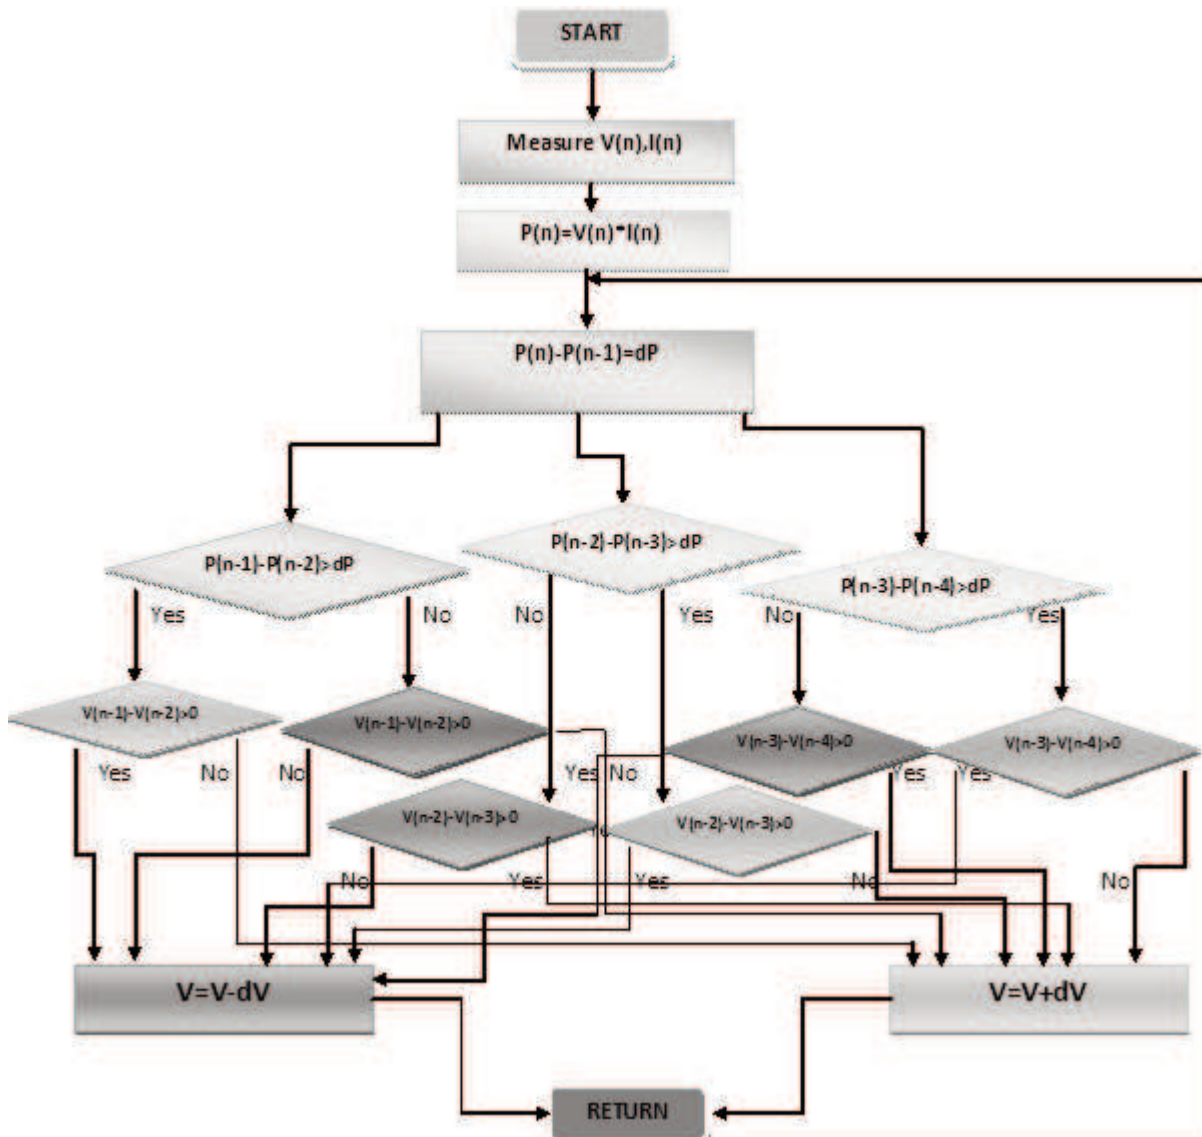 START
Measure V(n),I(n)
P(n)=V(n)*I(n)
P(n)-P(n-1)=dP
P(n-1)-P(n-2)>dP
P(n-2)-P(n-3)>dP
P(n-3)-P(n-4)>dP
Yes
No
No
Yes
No
Yes
V(n-1)-V(n-2)>0
V(n-1)-V(n-2)>0
V(n-3)-V(n-4)>0
V(n-3)-V(n-4)>0
Yes
No
No
Yes
No
Yes
Yes
V(n-2)-V(n-3)>0
V(n-2)-V(n-3)>0
No
Yes
Yes
No
No
V=V-dV
V=V+dV
RETURN